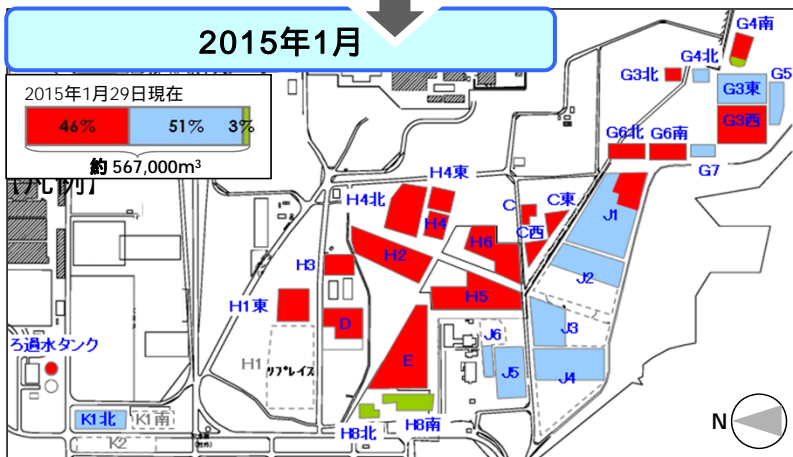 2015年1月
2015年1月29日現在
46% 51% 3%
約 567,000m³
【凡例】
G4南
G4北
G3北
G3東
G5
G3西
G6北
G6南
G7
H4東
H4北
H4
C
C東
C西
J1
H2
H6
H3
J2
H1東
H5
D
J3
J6
ろ過水タンク
H1
リプレイス
E
J5
J4
K1北
K1南
H8北
H8南
K2
N